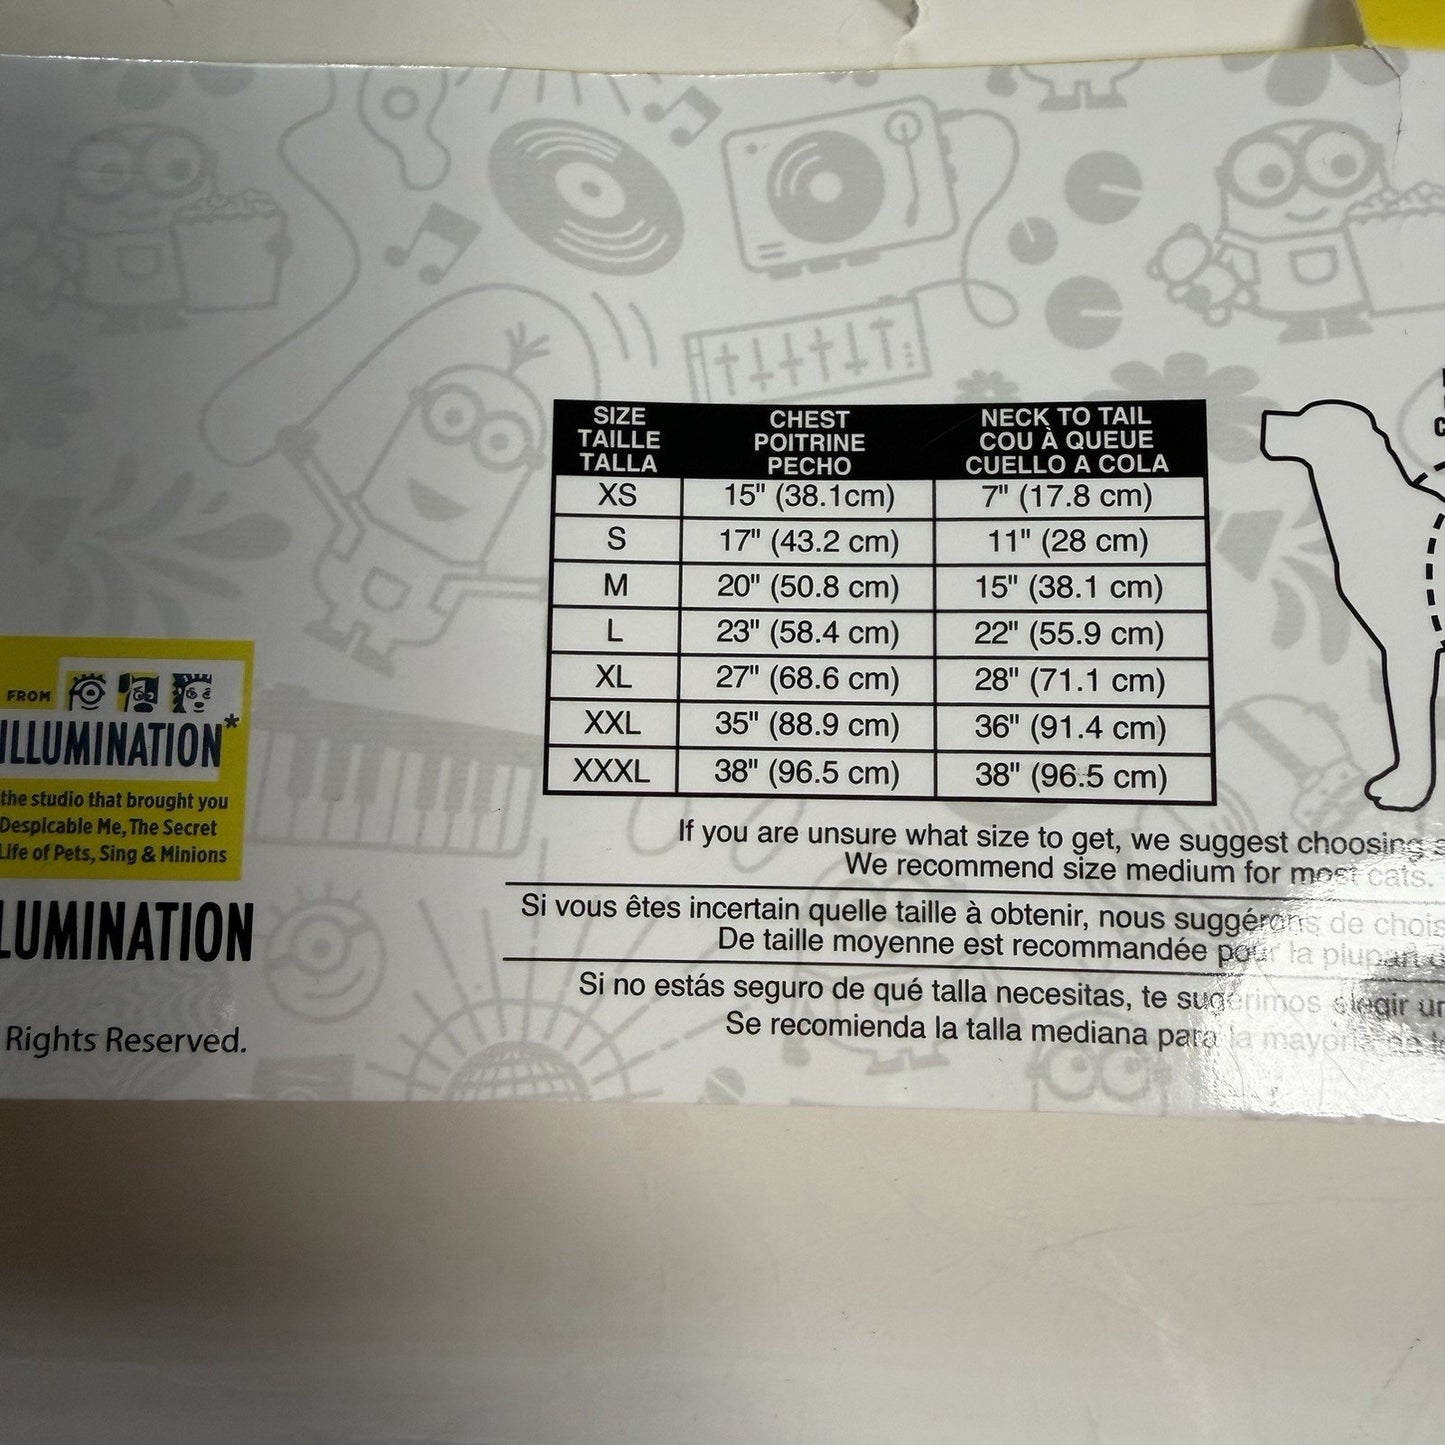 SIZE CHEST NECK TO TAIL
TAILLE POITRINE COU À QUEUE
TALLA PECHO CUELLO A COLA
XS 15" (38.1cm) 7" (17.8 cm)
S 17" (43.2 cm) 11" (28 cm)
M 20" (50.8 cm) 15" (38.1 cm)
L 23" (58.4 cm) 22" (55.9 cm)
XL 27" (68.6 cm) 28" (71.1 cm)
XXL 35" (88.9 cm) 36" (91.4 cm)
XXXL 38" (96.5 cm) 38" (96.5 cm)
If you are unsure what size to get, we suggest choosing
We recommend size medium for most cats.
Si vous êtes incertain quelle taille à obtenir, nous suggérons de
De taille moyenne est recommandée pour la plupart
Si no estás seguro de qué talla necesitas, te sugerimos elegir
Se recomienda la talla mediana para la mayoría de
FROM
ILLUMINATION*
the studio that brought you
Despicable Me, The Secret
Life of Pets, Sing & Minions
LUMINATION
Rights Reserved.